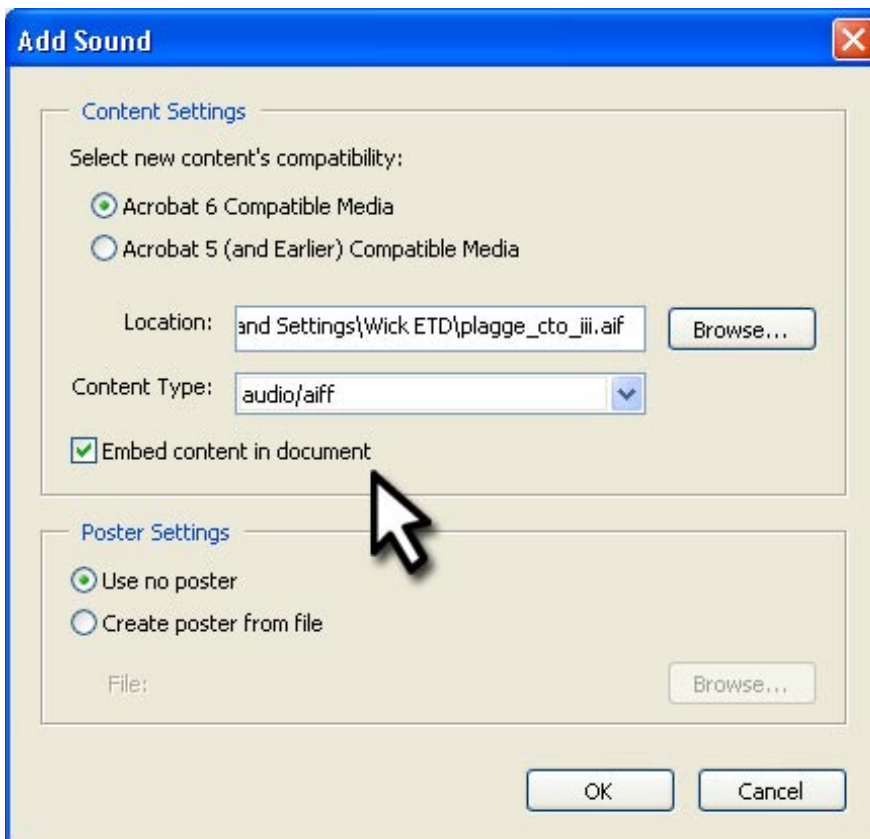 Add Sound
Content Settings
Select new content's compatibility:
Acrobat 6 Compatible Media
Acrobat 5 (and Earlier) Compatible Media
Location: and Settings\Wick ETD\plagge_cto_iii.aif Browse...
Content Type: audio/aiff
Embed content in document
Poster Settings
Use no poster
Create poster from file
File: Browse...
OK Cancel